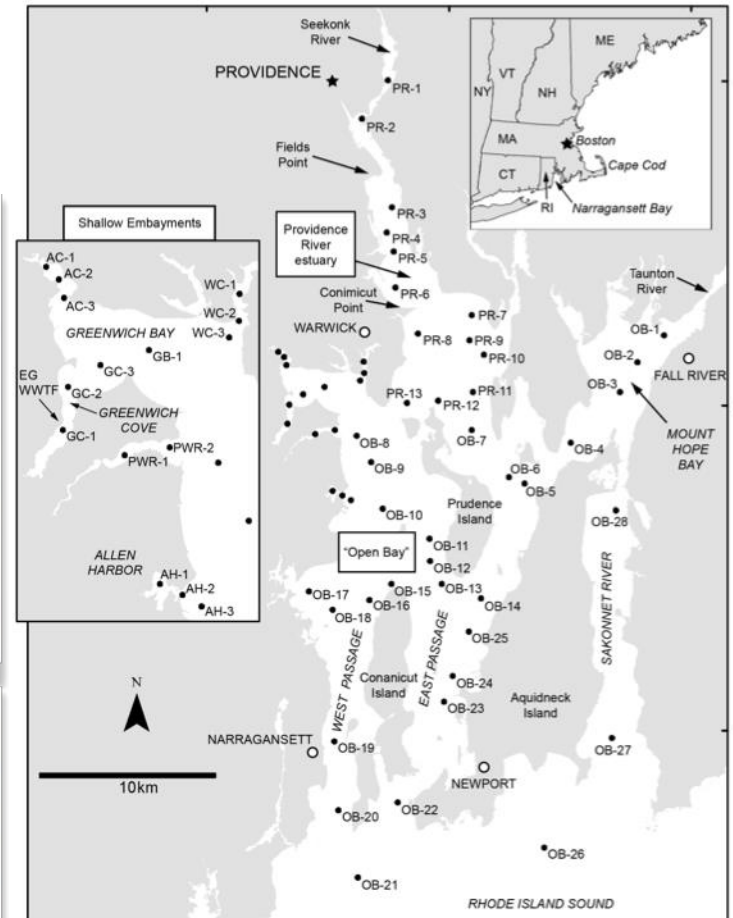 Seekonk
River
PROVIDENCE
PR-1
PR-2
Fields
Point
PR-3
PR-4
PR-5
Providence
River
estuary
PR-6
Conimicut
Point
WARWICK
PR-7
PR-8
PR-9
PR-10
PR-11
PR-12
PR-13
ME
VT
NY
NH
MA
Boston
CT
Cape Cod
RI
Narragansett Bay
Taunton
River
OB-1
OB-2
FALL RIVER
OB-3
MOUNT
HOPE
BAY
OB-4
OB-5
OB-6
OB-7
OB-8
OB-9
OB-10
Prudence
Island
OB-28
"Open Bay"
OB-11
OB-12
OB-13
OB-14
OB-15
OB-16
OB-17
OB-18
OB-25
WEST PASSAGE
EAST PASSAGE
SAKONNET RIVER
Conanicut
Island
OB-24
OB-23
Aquidneck
Island
NARRAGANSETT
OB-19
NEWPORT
OB-27
OB-20
OB-22
OB-26
OB-21
RHODE ISLAND SOUND
Shallow Embayments
AC-1
AC-2
AC-3
WC-1
WC-2
WC-3
GREENWICH BAY
GB-1
GC-3
EG
WWTF
GC-2
GREENWICH
COVE
GC-1
PWR-2
PWR-1
ALLEN
HARBOR
AH-1
AH-2
AH-3
N
10km